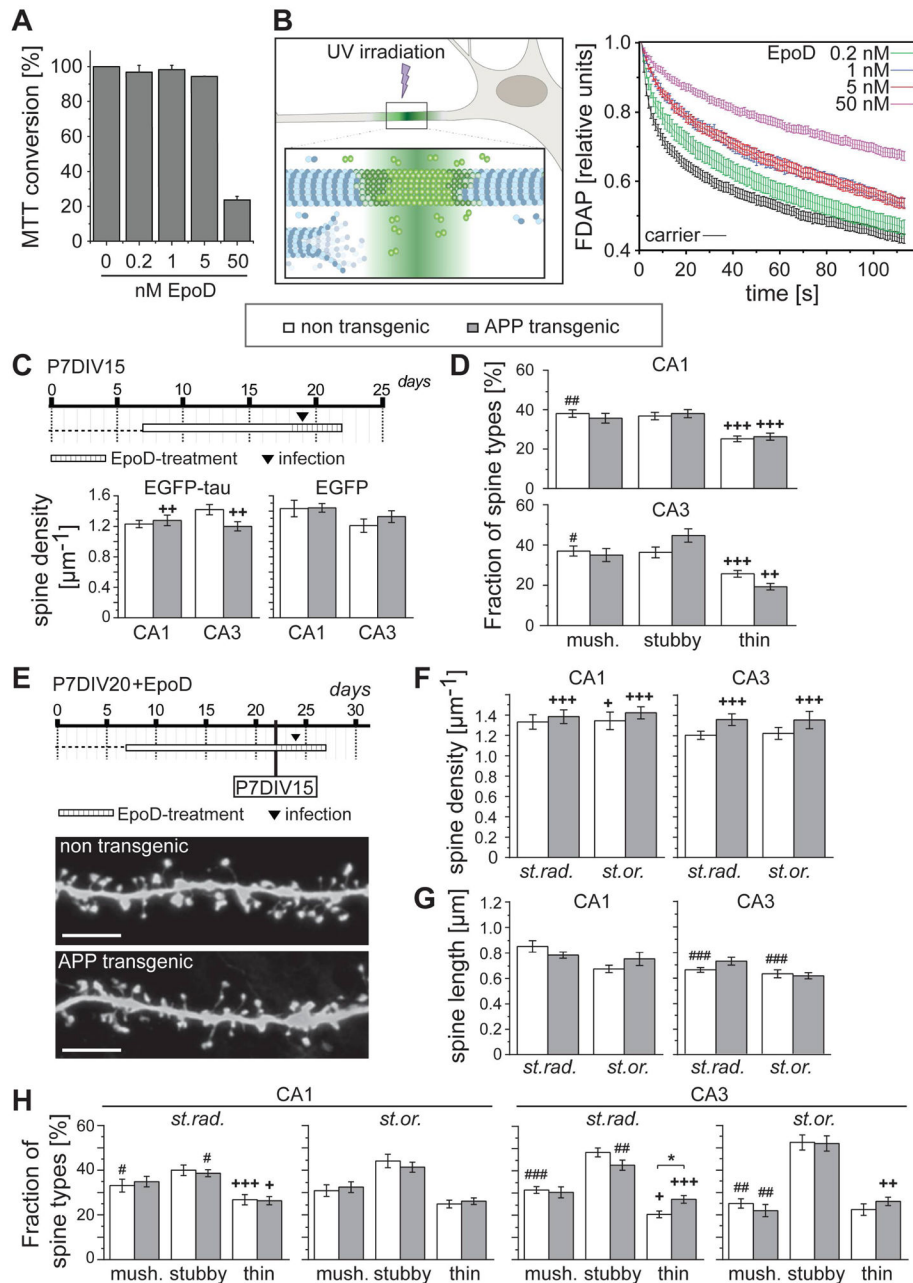 A
MTT conversion [%]
120
100
80
60
40
20
0
0 0.2 1 5 50
nM EpoD
B
UV irradiation
FDAP [relative units]
1.0
0.8
0.6
0.4
EpoD 0.2 nM
1 nM
5 nM
50 nM
carrier
20 40 60 80 100
time [s]
non transgenic APP transgenic
C
P7DIV15
days
0 5 10 15 20 25
EpoD-treatment infection
EGFP-tau EGFP
spine density
[µm⁻¹]
1.6
1.2
0.8
0.4
0
++ ++
CA1 CA3 CA1 CA3
D
Fraction of spine types [%]
CA1
60
40
20
0
## +++ +++
CA3
60
40
20
0
# +++ ++
mush. stubby thin
E
P7DIV20+EpoD
days
0 5 10 15 20 25 30
P7DIV15
EpoD-treatment infection
non transgenic
APP transgenic
F
CA1 CA3
spine density [µm⁻¹]
1.6
1.4
1.2
1
0.8
0.6
0.4
0.2
0
+++ + +++ +++ +++
st.rad. st.or. st.rad. st.or.
G
CA1 CA3
spine length [µm]
1.2
1
0.8
0.6
0.4
0.2
0
### ###
st.rad. st.or. st.rad. st.or.
H
CA1 CA3
st.rad. st.or. st.rad. st.or.
Fraction of
spine types [%]
60
40
20
0
# # +++ + ### ## + * +++ ## ## ++
mush. stubby thin mush. stubby thin mush. stubby thin mush. stubby thin